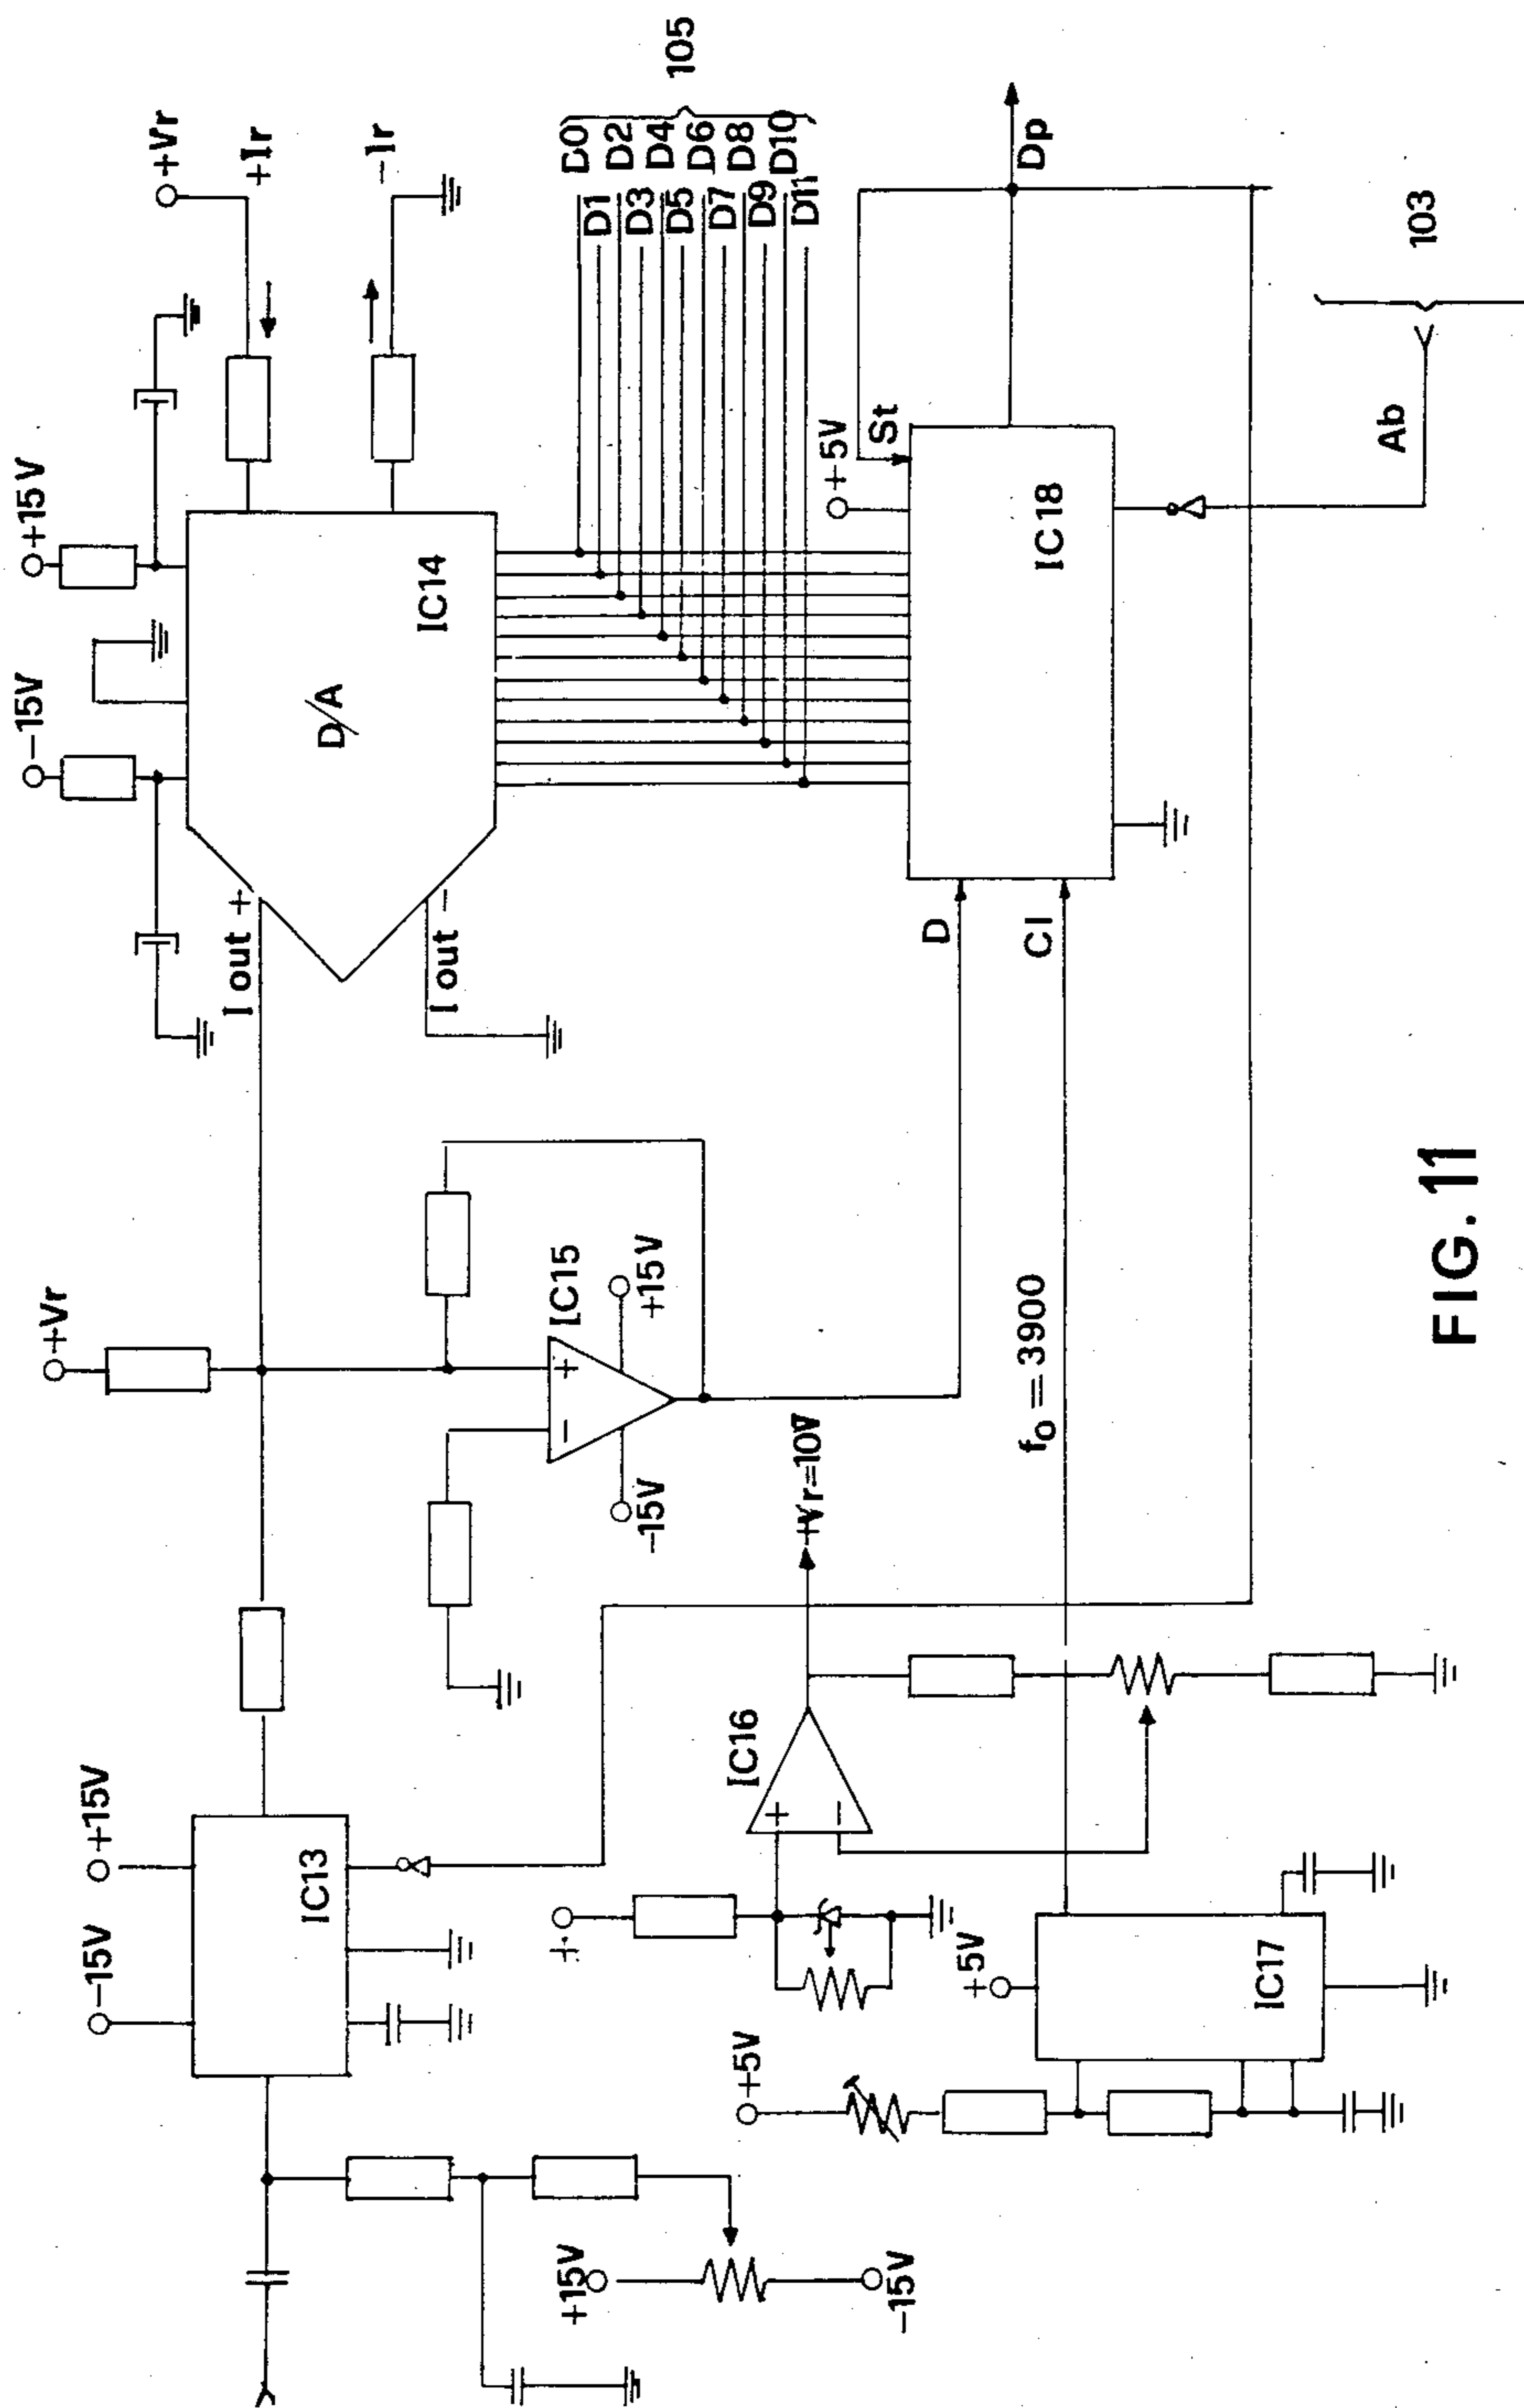 -15V
+15V
+Vr
+Ir
-Ir
I out +
I out -
D/A
IC14
-15V
+15V
+Vr
IC13
+15V
-15V
+
-
IC15
+15V
-15V
D0
D1
D2
D3
D4
D5
D6
D7
D8
D9
D10
D11
105
+
+
-
IC16
+Vr=10V
D
Cl
+5V
St
IC18
Dp
fo = 3900
+5V
+5V
IC17
Ab
103
FIG. 11